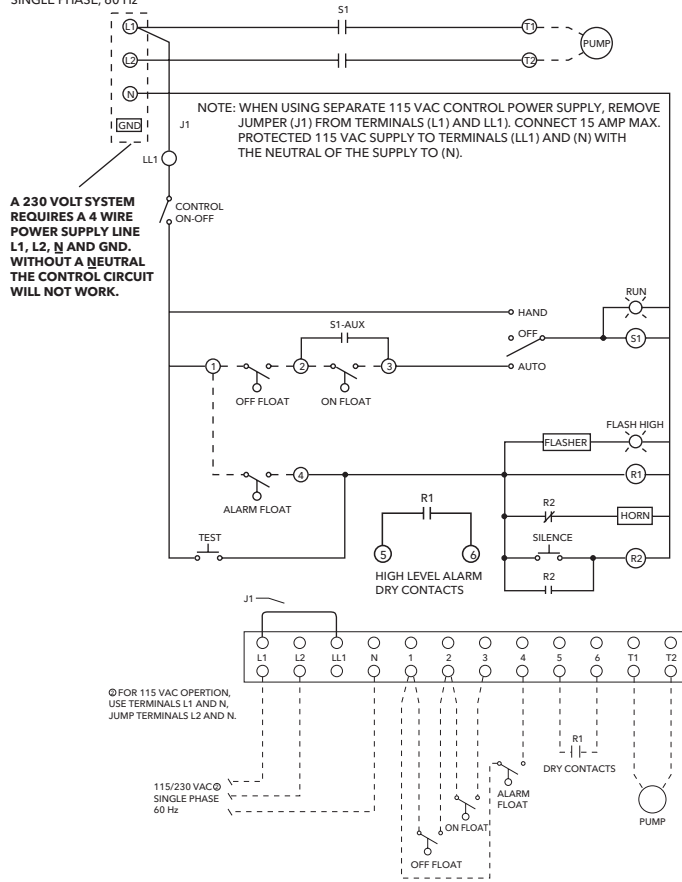 SINGLE PHASE, 60 Hz
S1
L1
T1
PUMP
L2
T2
N
NOTE: WHEN USING SEPARATE 115 VAC CONTROL POWER SUPPLY, REMOVE
JUMPER (J1) FROM TERMINALS (L1) AND LL1). CONNECT 15 AMP MAX.
PROTECTED 115 VAC SUPPLY TO TERMINALS (LL1) AND (N) WITH
THE NEUTRAL OF THE SUPPLY TO (N).
GND
J1
LL1
A 230 VOLT SYSTEM
REQUIRES A 4 WIRE
POWER SUPPLY LINE
L1, L2, N AND GND.
WITHOUT A NEUTRAL
THE CONTROL CIRCUIT
WILL NOT WORK.
CONTROL
ON-OFF
RUN
HAND
S1-AUX
OFF
S1
1
2
3
AUTO
OFF FLOAT
ON FLOAT
FLASH HIGH
FLASHER
4
R1
ALARM FLOAT
R1
R2
HORN
TEST
SILENCE
5
6
R2
HIGH LEVEL ALARM
DRY CONTACTS
R2
J1
L1 L2 LL1 N 1 2 3 4 5 6 T1 T2
② FOR 115 VAC OPERTION,
USE TERMINALS L1 AND N,
JUMP TERMINALS L2 AND N.
R1
DRY CONTACTS
115/230 VAC②
SINGLE PHASE
60 Hz
ALARM
FLOAT
PUMP
ON FLOAT
OFF FLOAT